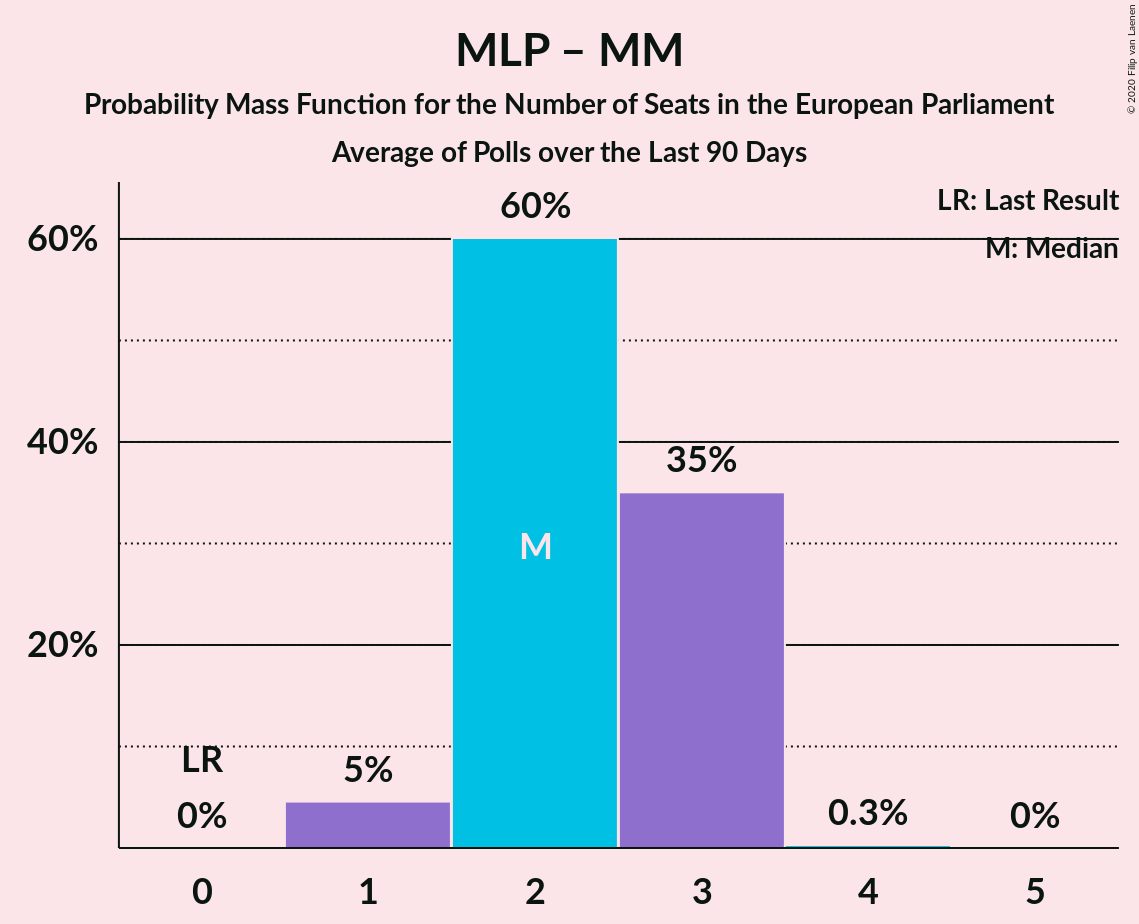 MLP – MM
Probability Mass Function for the Number of Seats in the European Parliament
Average of Polls over the Last 90 Days
© 2020 Filip van Laenen
LR: Last Result
M: Median
60%
40%
20%
60%
35%
M
LR
0%
5%
0.3%
0%
0 1 2 3 4 5